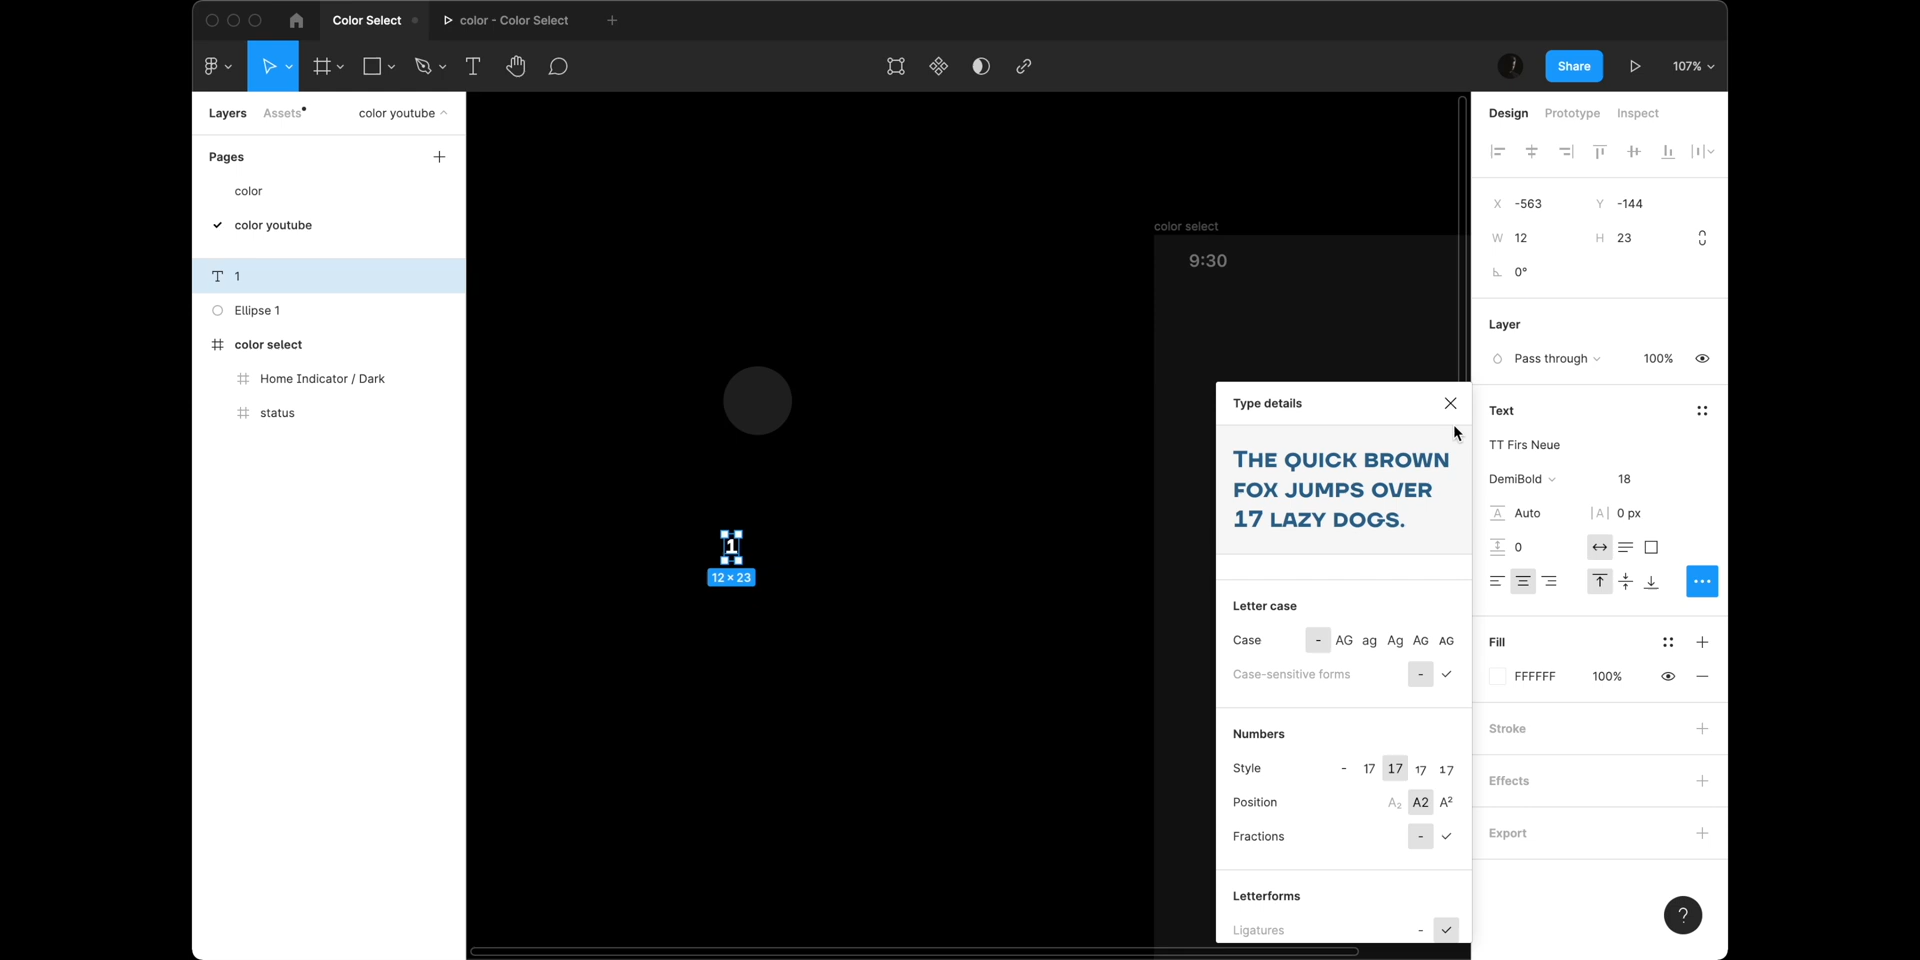 Color Select
color - Color Select
Share
107%
Layers
Assets
color youtube
Pages
color
color youtube
1
Ellipse 1
color select
Home Indicator / Dark
status
color select
9:30
1
12 × 23
Type details
THE QUICK BROWN
FOX JUMPS OVER
17 LAZY DOGS.
Letter case
Case
- AG ag Ag AG AG
Case-sensitive forms
-
Numbers
Style
- 17 17 17 17
Position
A₂ A2 A²
Fractions
-
Letterforms
Ligatures
-
Design
Prototype
Inspect
X -563
Y -144
W 12
H 23
0°
Layer
Pass through
100%
Text
TT Firs Neue
DemiBold
18
A Auto
|A| 0 px
0
Fill
FFFFFF
100%
Stroke
Effects
Export
?